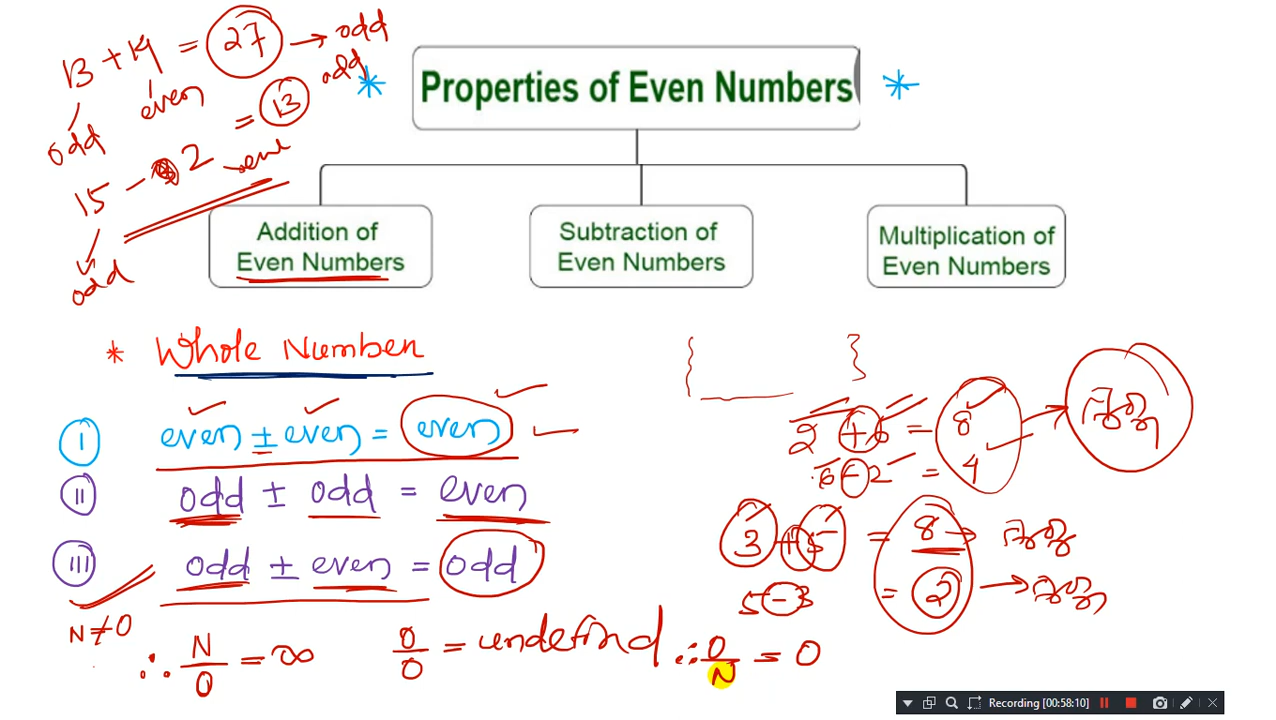 13 + 14 = 27 → odd
odd even
15 - 2 = 13 odd
odd
Properties of Even Numbers
Addition of
Even Numbers
Subtraction of
Even Numbers
Multiplication of
Even Numbers
* Whole Number
I even ± even = even
II odd ± odd = even
III odd ± even = odd
2 + 6 = 8
6 - 2 = 4
3 + 5 = 8 →
5 - 3 = 2 →
N ≠ 0
∴ N/0 = ∞
0/0 = undefind
∴ 0/N = 0
Recording [00:58:10]